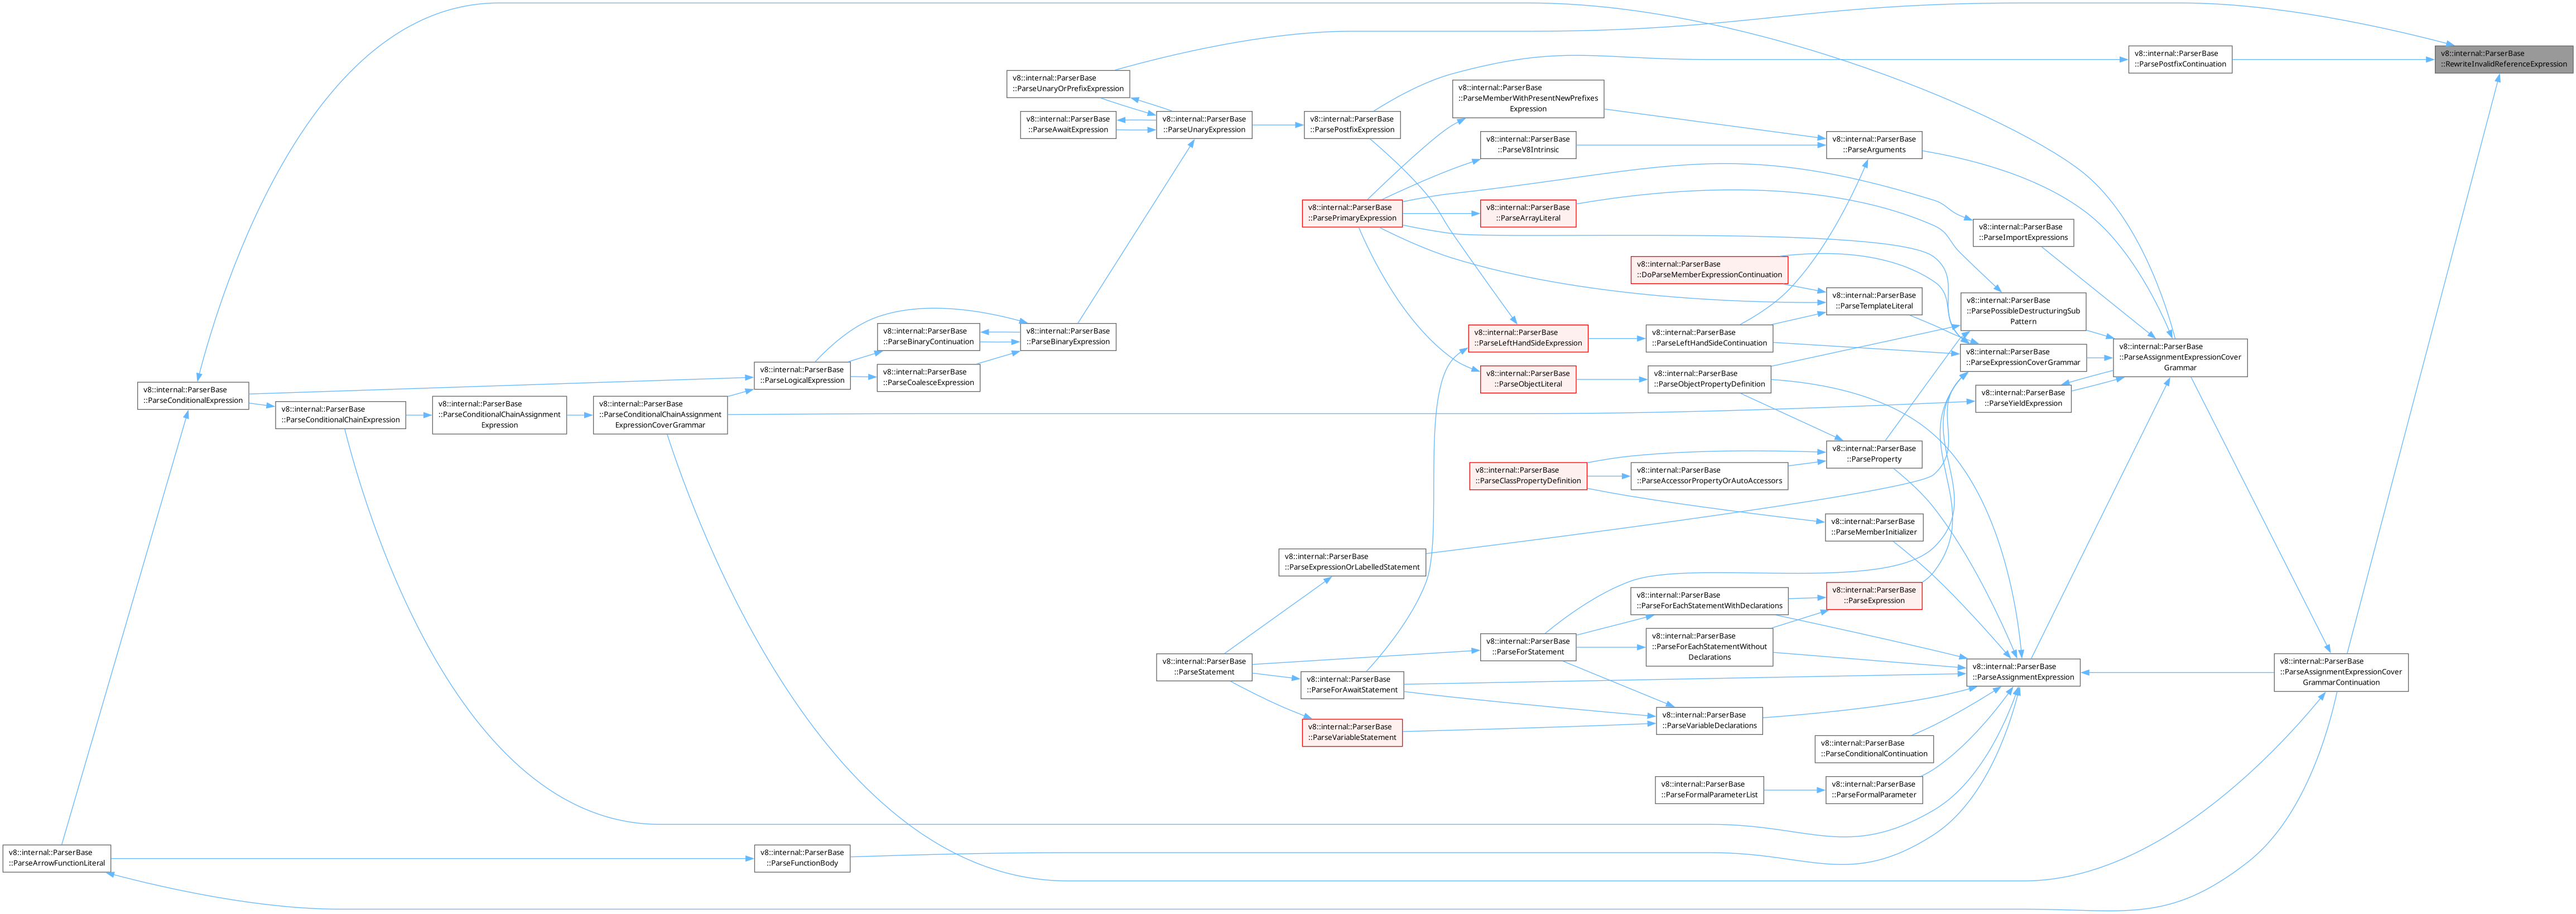 v8::internal::ParserBase
::RewriteInvalidReferenceExpression
v8::internal::ParserBase
::ParsePostfixContinuation
v8::internal::ParserBase
::ParseUnaryOrPrefixExpression
v8::internal::ParserBase
::ParseAwaitExpression
v8::internal::ParserBase
::ParseUnaryExpression
v8::internal::ParserBase
::ParsePostfixExpression
v8::internal::ParserBase
::ParseMemberWithPresentNewPrefixes
Expression
v8::internal::ParserBase
::ParseV8Intrinsic
v8::internal::ParserBase
::ParseArguments
v8::internal::ParserBase
::ParsePrimaryExpression
v8::internal::ParserBase
::ParseArrayLiteral
v8::internal::ParserBase
::ParseImportExpressions
v8::internal::ParserBase
::DoParseMemberExpressionContinuation
v8::internal::ParserBase
::ParseTemplateLiteral
v8::internal::ParserBase
::ParsePossibleDestructuringSub
Pattern
v8::internal::ParserBase
::ParseBinaryContinuation
v8::internal::ParserBase
::ParseBinaryExpression
v8::internal::ParserBase
::ParseLeftHandSideExpression
v8::internal::ParserBase
::ParseLeftHandSideContinuation
v8::internal::ParserBase
::ParseExpressionCoverGrammar
v8::internal::ParserBase
::ParseAssignmentExpressionCover
Grammar
v8::internal::ParserBase
::ParseLogicalExpression
v8::internal::ParserBase
::ParseCoalesceExpression
v8::internal::ParserBase
::ParseObjectLiteral
v8::internal::ParserBase
::ParseObjectPropertyDefinition
v8::internal::ParserBase
::ParseYieldExpression
v8::internal::ParserBase
::ParseConditionalExpression
v8::internal::ParserBase
::ParseConditionalChainExpression
v8::internal::ParserBase
::ParseConditionalChainAssignment
Expression
v8::internal::ParserBase
::ParseConditionalChainAssignment
ExpressionCoverGrammar
v8::internal::ParserBase
::ParseProperty
v8::internal::ParserBase
::ParseClassPropertyDefinition
v8::internal::ParserBase
::ParseAccessorPropertyOrAutoAccessors
v8::internal::ParserBase
::ParseMemberInitializer
v8::internal::ParserBase
::ParseExpressionOrLabelledStatement
v8::internal::ParserBase
::ParseForEachStatementWithDeclarations
v8::internal::ParserBase
::ParseExpression
v8::internal::ParserBase
::ParseForStatement
v8::internal::ParserBase
::ParseForEachStatementWithout
Declarations
v8::internal::ParserBase
::ParseStatement
v8::internal::ParserBase
::ParseForAwaitStatement
v8::internal::ParserBase
::ParseAssignmentExpression
v8::internal::ParserBase
::ParseAssignmentExpressionCover
GrammarContinuation
v8::internal::ParserBase
::ParseVariableStatement
v8::internal::ParserBase
::ParseVariableDeclarations
v8::internal::ParserBase
::ParseConditionalContinuation
v8::internal::ParserBase
::ParseFormalParameterList
v8::internal::ParserBase
::ParseFormalParameter
v8::internal::ParserBase
::ParseArrowFunctionLiteral
v8::internal::ParserBase
::ParseFunctionBody